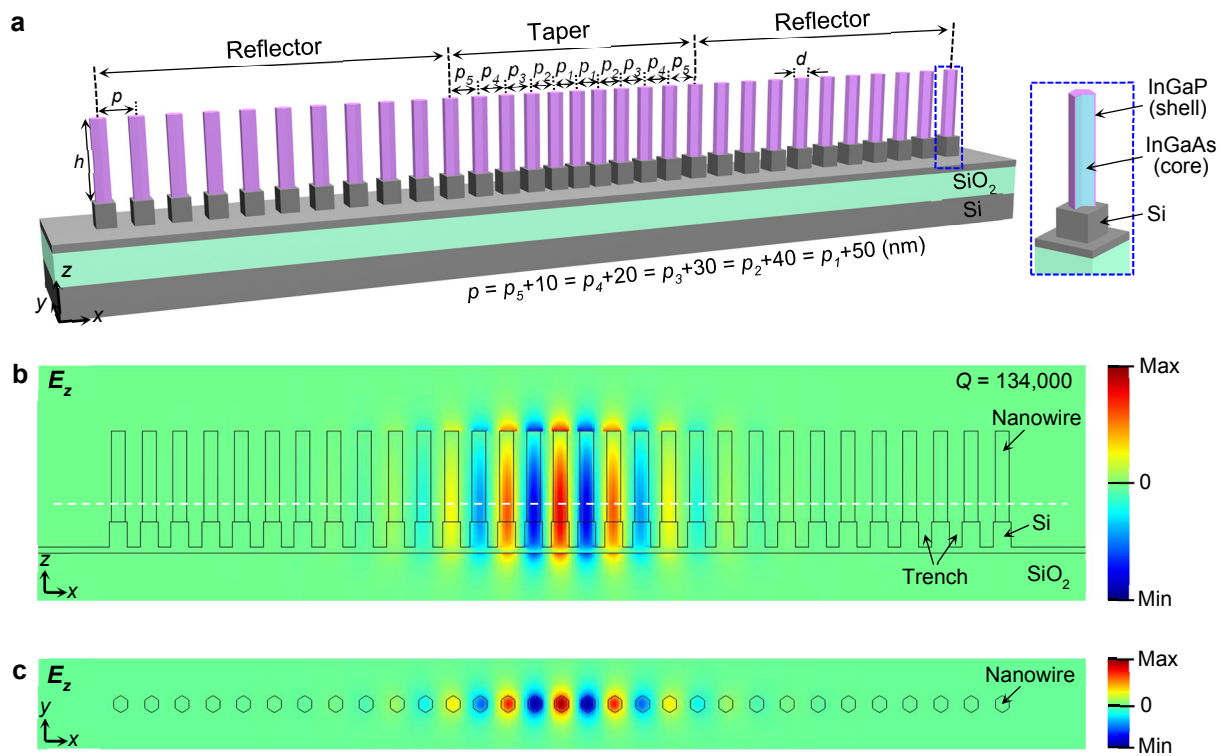 a
Reflector
Taper
Reflector
p
p5 p4 p3 p2 p1 p1 p2 p3 p4 p5
d
h
InGaP
(shell)
InGaAs
(core)
Si
SiO2
Si
z
y
x
p = p5+10 = p4+20 = p3+30 = p2+40 = p1+50 (nm)
b
Ez
Q = 134,000
Max
Nanowire
0
Si
Trench
SiO2
z
x
Min
c
Ez
Nanowire
Max
0
y
x
Min